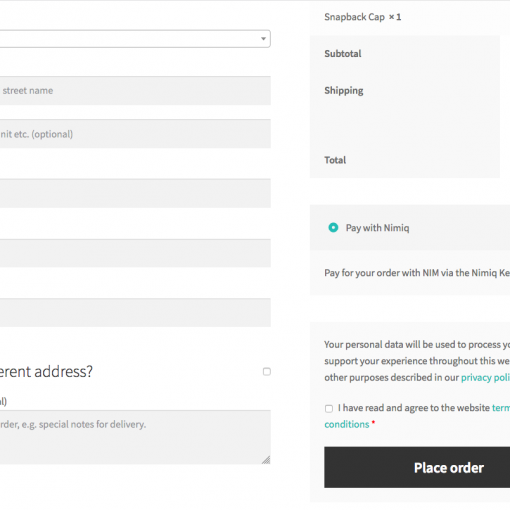 street name
nit etc. (optional)
erent address?
l)
rder, e.g. special notes for delivery.
Snapback Cap × 1
Subtotal
Shipping
Total
Pay with Nimiq
Pay for your order with NIM via the Nimiq Ke
Your personal data will be used to process yo
support your experience throughout this we
other purposes described in our privacy poli
I have read and agree to the website term
conditions *
Place order